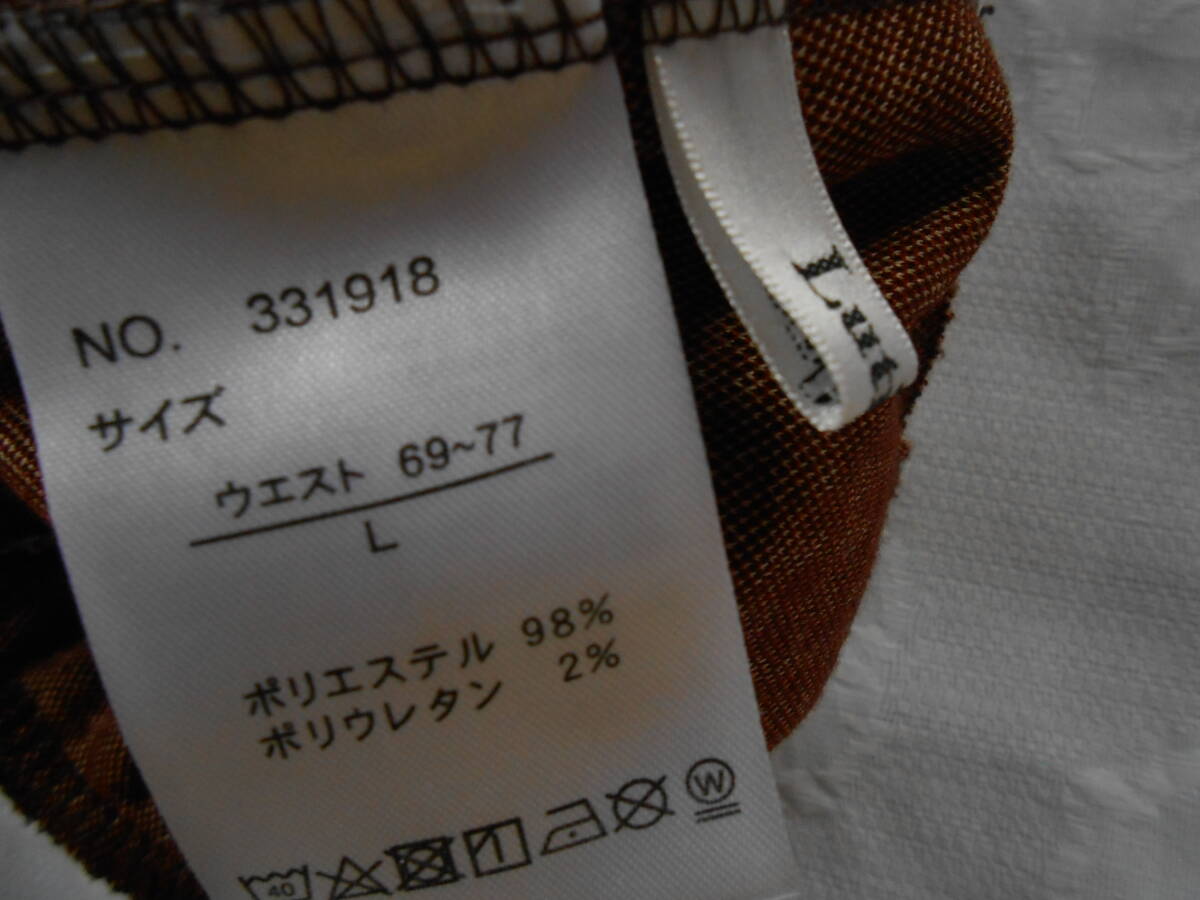 NO. 331918
サイズ
ウエスト 69~77
L
ポリエステル 98%
ポリウレタン 2%
40
W